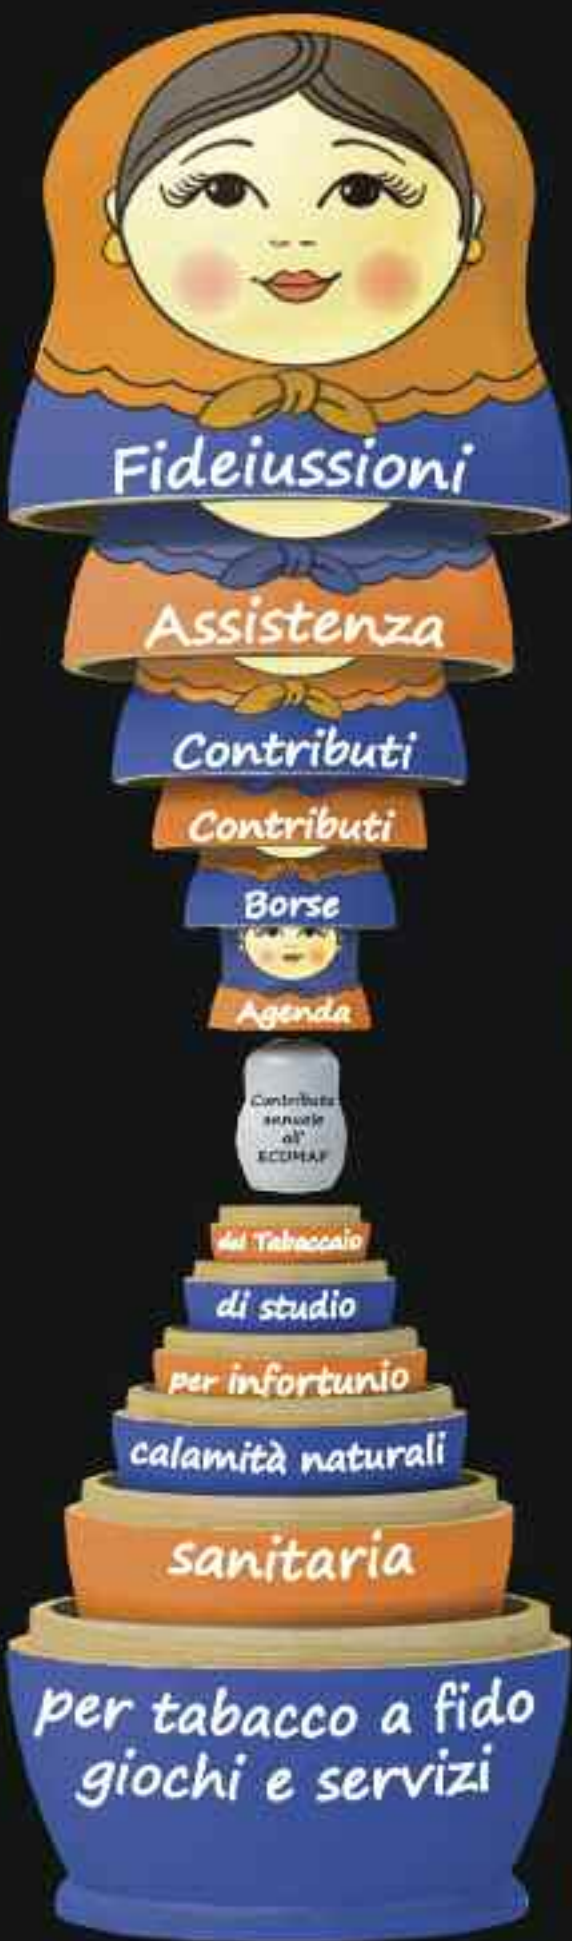 Fideiussioni
Assistenza
Contributi
Contributi
Borse
Agenda
Contributo
annuale
all'
ECOMAP
del Tabaccaio
di studio
per infortunio
calamità naturali
sanitaria
per tabacco a fido
giochi e servizi